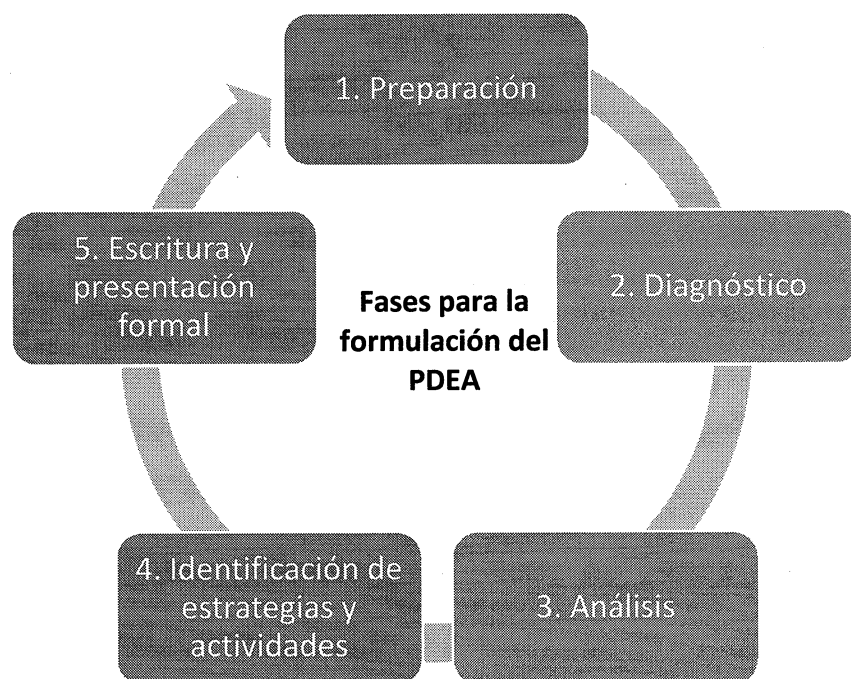 1. Preparación
2. Diagnóstico
3. Análisis
4. Identificación de
estrategias y
actividades
5. Escritura y
presentación
formal
Fases para la
formulación del
PDEA